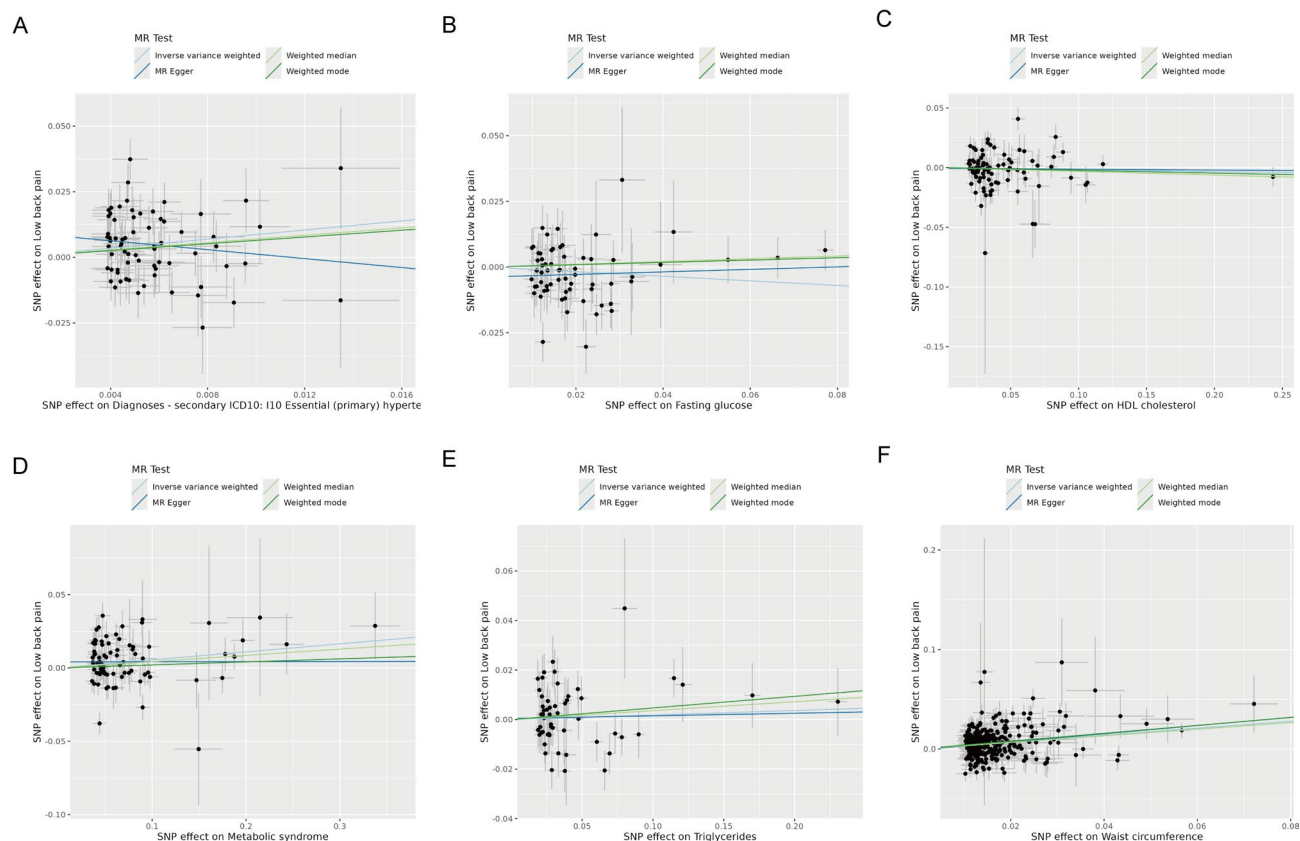 A
MR Test
Inverse variance weighted
Weighted median
MR Egger
Weighted mode
SNP effect on Low back pain
0.050
0.025
0.000
-0.025
0.004
0.008
0.012
0.016
SNP effect on Diagnoses - secondary ICD10: I10 Essential (primary) hyperte
B
MR Test
Inverse variance weighted
Weighted median
MR Egger
Weighted mode
SNP effect on Low back pain
0.050
0.025
0.000
-0.025
0.02
0.04
0.06
0.08
SNP effect on Fasting glucose
C
MR Test
Inverse variance weighted
Weighted median
MR Egger
Weighted mode
SNP effect on Low back pain
0.05
0.00
-0.05
-0.10
-0.15
0.05
0.10
0.15
0.20
0.25
SNP effect on HDL cholesterol
D
MR Test
Inverse variance weighted
Weighted median
MR Egger
Weighted mode
SNP effect on Low back pain
0.05
0.00
-0.05
-0.10
0.1
0.2
0.3
SNP effect on Metabolic syndrome
E
MR Test
Inverse variance weighted
Weighted median
MR Egger
Weighted mode
SNP effect on Low back pain
0.06
0.04
0.02
0.00
-0.02
-0.04
0.05
0.10
0.15
0.20
SNP effect on Triglycerides
F
MR Test
Inverse variance weighted
Weighted median
MR Egger
Weighted mode
SNP effect on Low back pain
0.2
0.1
0.0
0.02
0.04
0.06
0.08
SNP effect on Waist circumference